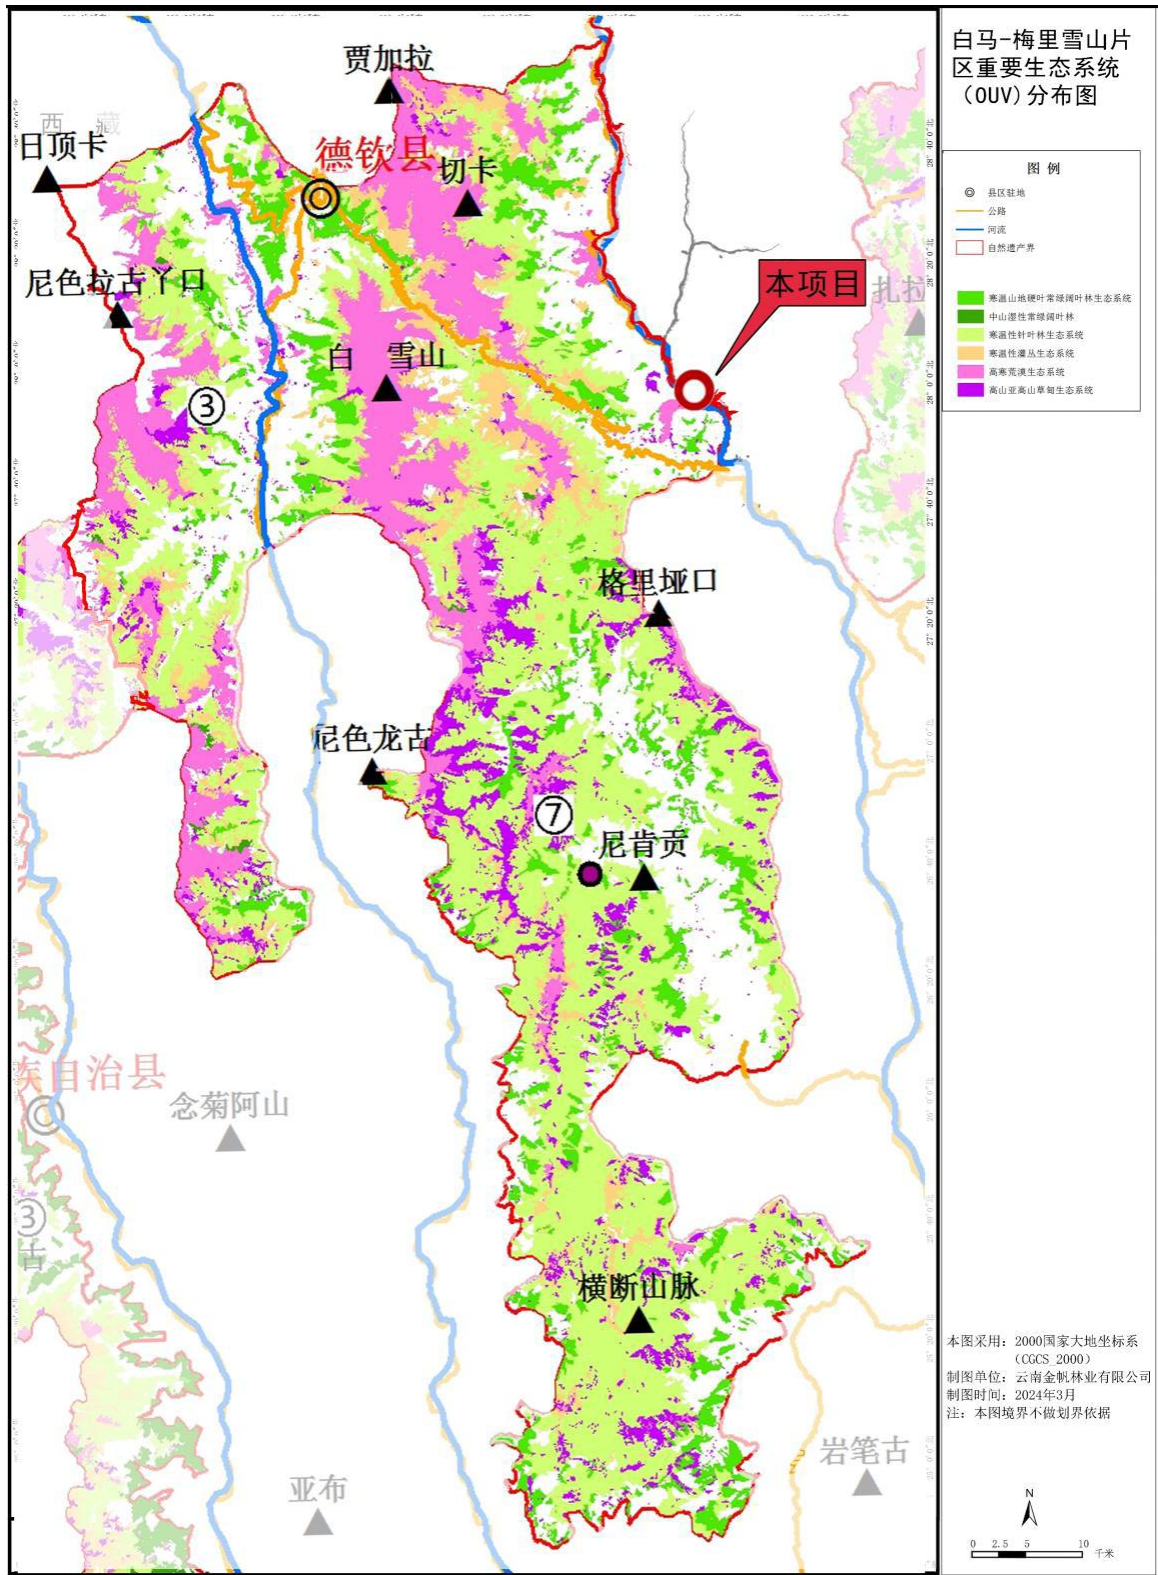 白马-梅里雪山片
区重要生态系统
（OUV)分布图
图 例
县区驻地
公路
河流
自然遗产界
寒温山地硬叶常绿阔叶林生态系统
中山湿性常绿阔叶林
寒温性针叶林生态系统
寒温性灌丛生态系统
高寒荒漠生态系统
高山亚高山草甸生态系统
贾加拉
西 藏
日顶卡
德钦县
切卡
尼色拉古丫口
本项目
扎拉
白 雪山
③
格里垭口
尼色龙古
⑦
尼肯贡
族自治县
念菊阿山
③
古
横断山脉
岩笔古
亚布
本图采用：2000国家大地坐标系
（CGCS_2000）
制图单位：云南金帆林业有限公司
制图时间：2024年3月
注：本图境界不做划界依据
N
0 2.5 5 10
千米